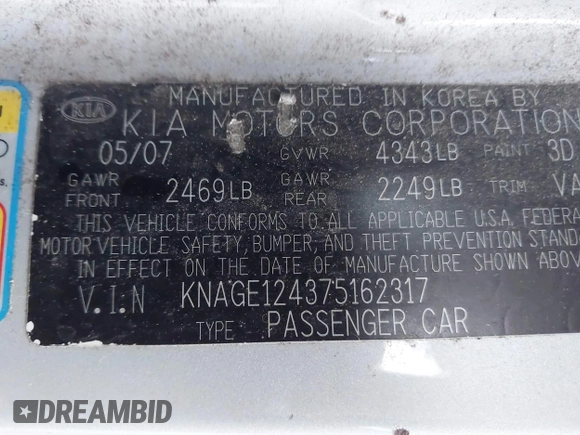 MANUFACTURED IN KOREA BY
KIA KIA MOTORS CORPORATION
05/07 GVWR 4343LB PAINT 3D
GAWR FRONT 2469LB GAWR REAR 2249LB TRIM VA
THIS VEHICLE CONFORMS TO ALL APPLICABLE U.S.A. FEDERA
MOTOR VEHICLE SAFETY, BUMPER, AND THEFT PREVENTION STAND
IN EFFECT ON THE DATE OF MANUFACTURE SHOWN ABOV
V.I.N KNAGE124375162317
TYPE: PASSENGER CAR
DREAMBID